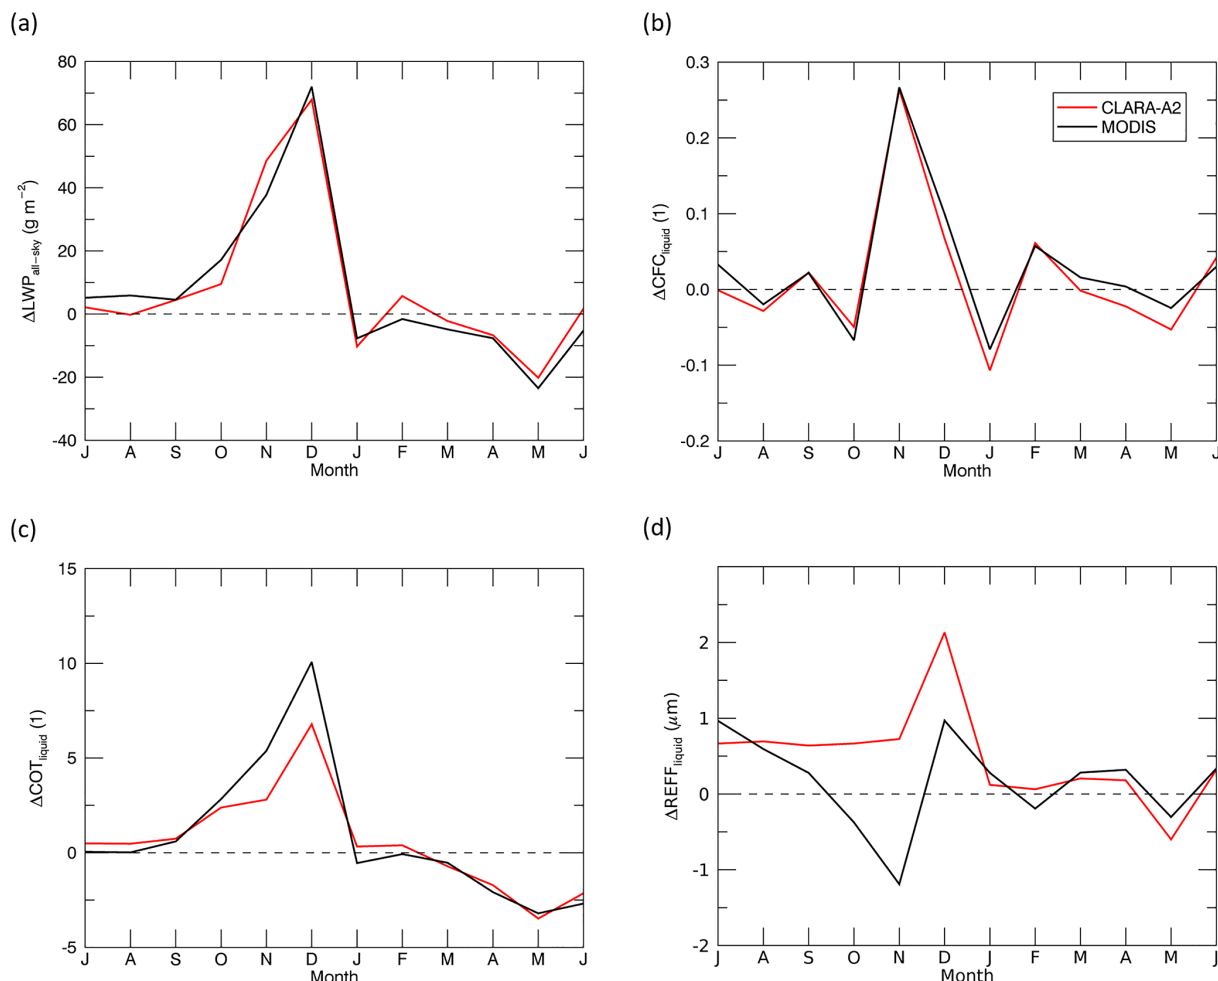 (a)
(b)
80
60
40
20
0
-20
-40
ΔLWPall-sky (g m−2)
J A S O N D J F M A M J
Month
0.3
0.2
0.1
0.0
-0.1
-0.2
ΔCFCliquid (1)
CLARA-A2
MODIS
J A S O N D J F M A M J
Month
(c)
(d)
15
10
5
0
-5
ΔCOTliquid (1)
J A S O N D J F M A M J
Month
2
1
0
-1
-2
ΔREFFliquid (μm)
J A S O N D J F M A M J
Month